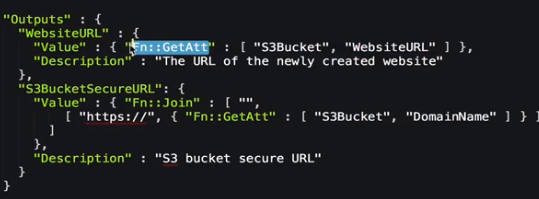 "Outputs" : {
"WebsiteURL" : {
"Value" : { "Fn::GetAtt" : [ "S3Bucket", "WebsiteURL" ] },
"Description" : "The URL of the newly created website"
},
"S3BucketSecureURL": {
"Value" : { "Fn::Join" : [ "",
[ "https://", { "Fn::GetAtt" : [ "S3Bucket", "DomainName" ] } ]
]
},
"Description" : "S3 bucket secure URL"
}
}